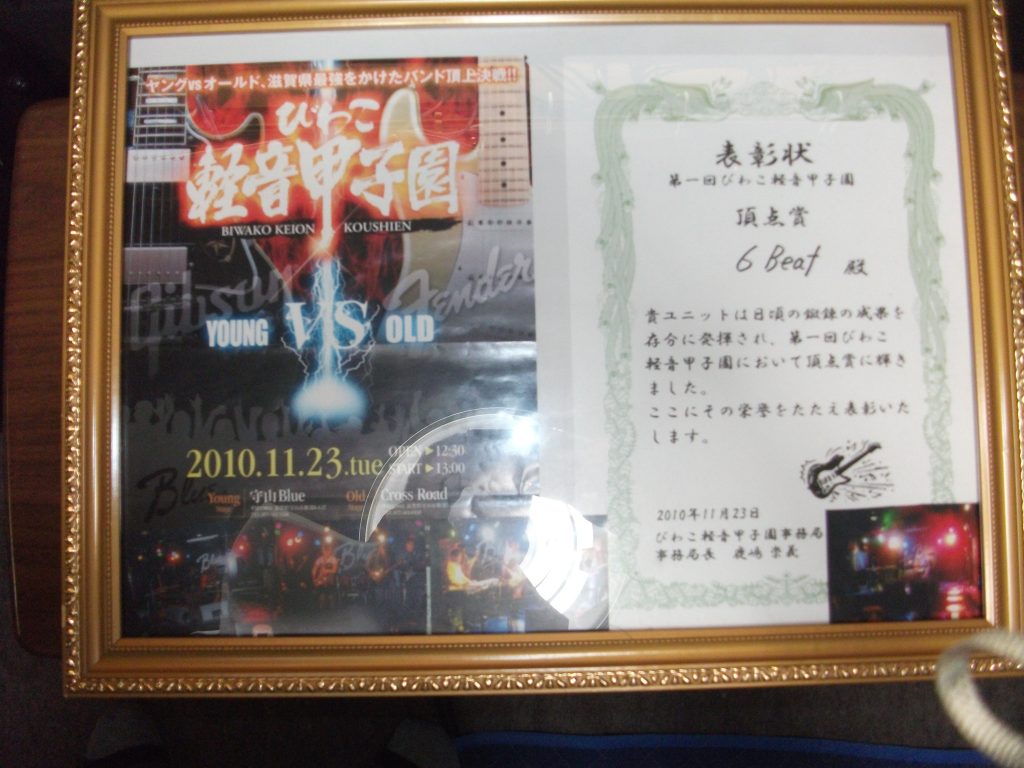 ヤングvsオールド、滋賀県最強をかけたバンド頂上決戦!!
びわこ
軽音甲子園
BIWAKO KEION KOUSHIEN
Gibson
Fender
YOUNG VS OLD
2010.11.23.tue
OPEN ▶ 12:30
START ▶ 13:00
Blue
Young 守山Blue
Old Cross Road
表彰状
第一回びわこ軽音甲子園
頂点賞
6 Beat 殿
貴ユニットは日頃の鍛錬の成果を
存分に発揮され、第一回びわこ
軽音甲子園において頂点賞に輝き
ました。
ここにその栄誉をたたえ表彰いた
します。
2010年11月23日
びわこ軽音甲子園事務局
事務局長